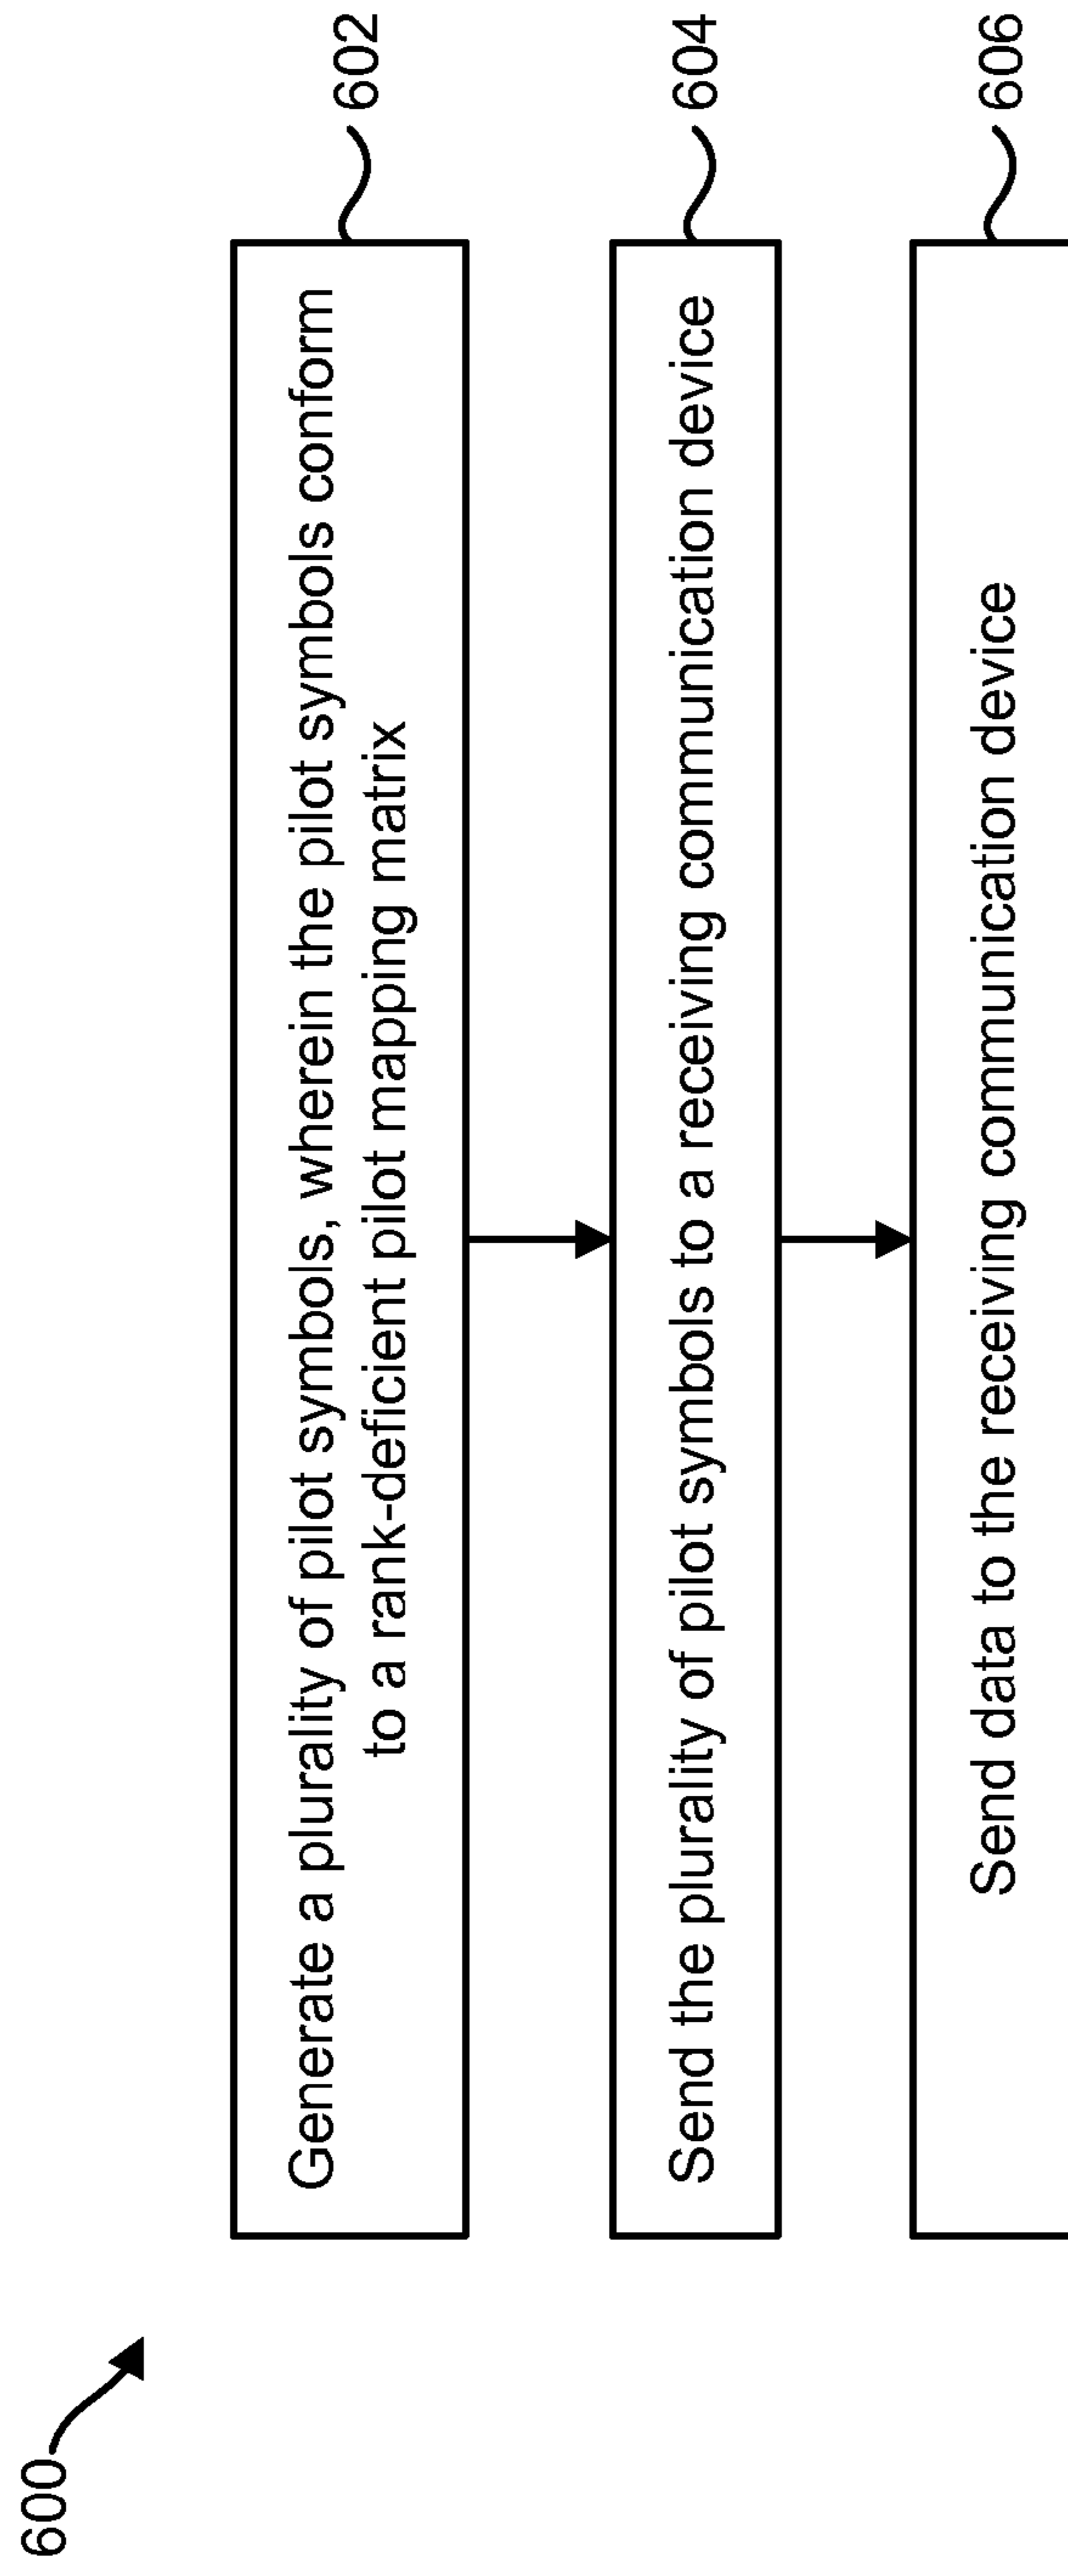 600
Generate a plurality of pilot symbols, wherein the pilot symbols conform
to a rank-deficient pilot mapping matrix
602
Send the plurality of pilot symbols to a receiving communication device
604
Send data to the receiving communication device
606